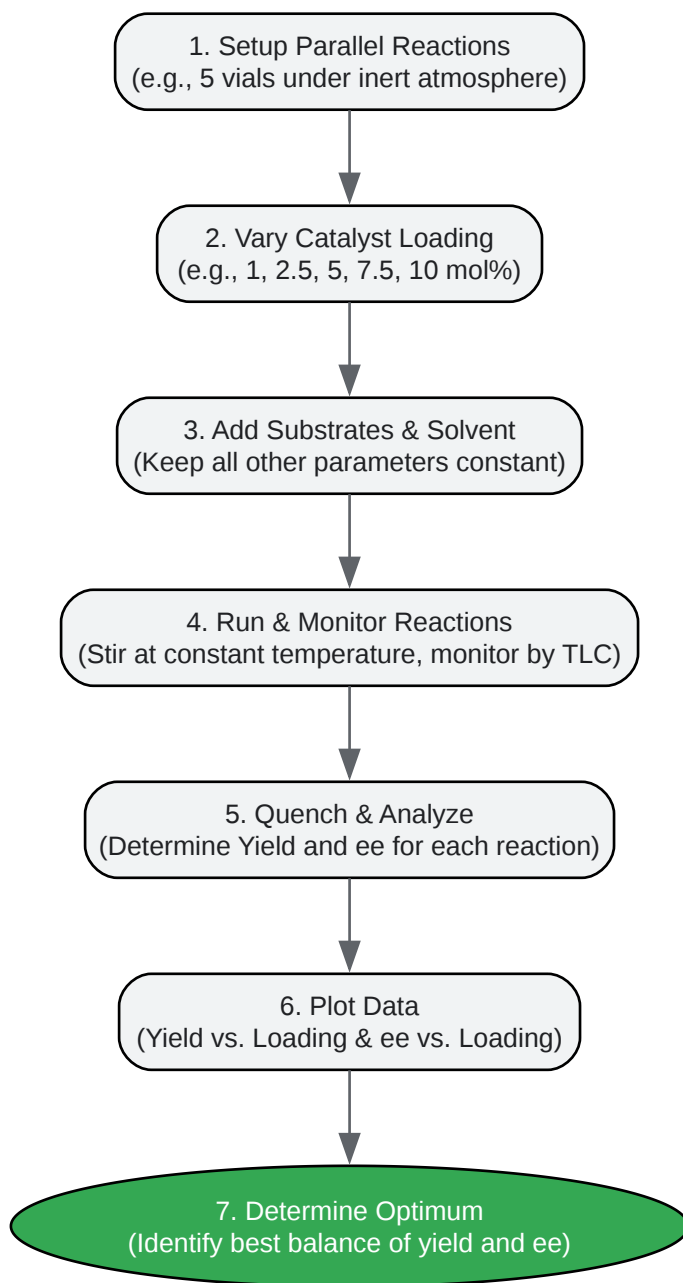 1. Setup Parallel Reactions
(e.g., 5 vials under inert atmosphere)
2. Vary Catalyst Loading
(e.g., 1, 2.5, 5, 7.5, 10 mol%)
3. Add Substrates & Solvent
(Keep all other parameters constant)
4. Run & Monitor Reactions
(Stir at constant temperature, monitor by TLC)
5. Quench & Analyze
(Determine Yield and ee for each reaction)
6. Plot Data
(Yield vs. Loading & ee vs. Loading)
7. Determine Optimum
(Identify best balance of yield and ee)